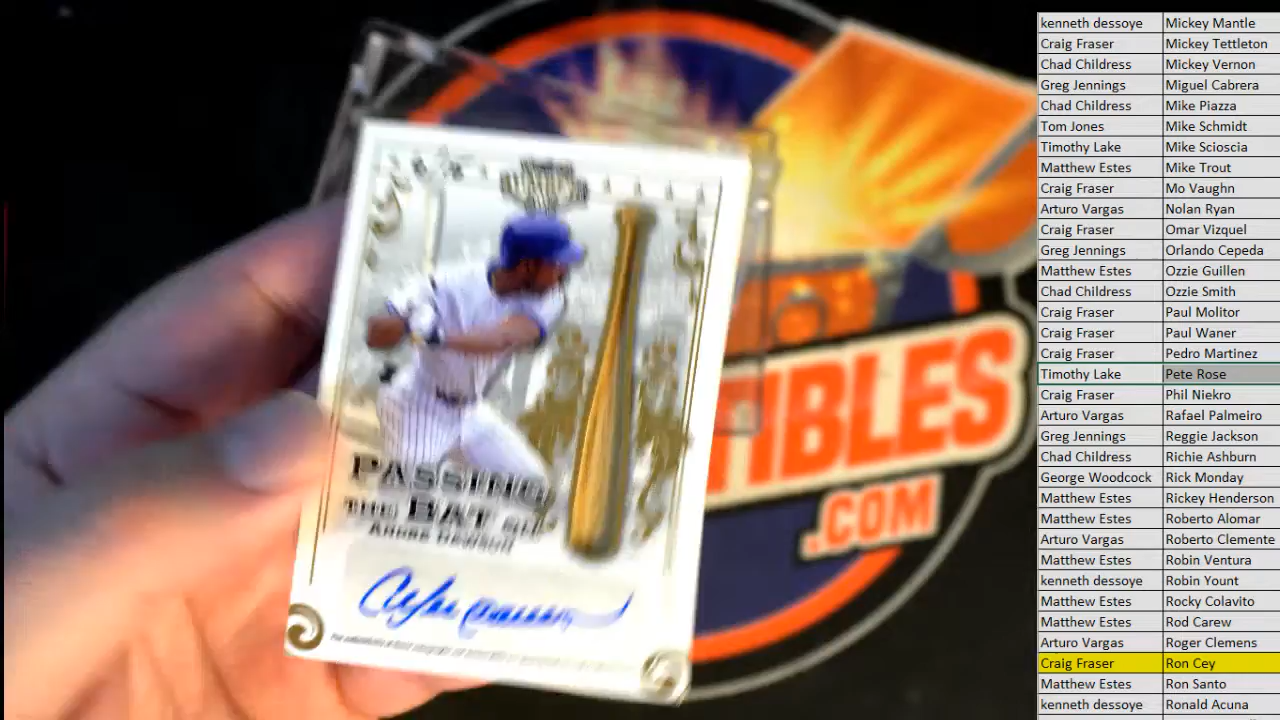 PASSING
THE BAT
Andre Dawson
TIBLES
.COM
kenneth dessoye Mickey Mantle
Craig Fraser Mickey Tettleton
Chad Childress Mickey Vernon
Greg Jennings Miguel Cabrera
Chad Childress Mike Piazza
Tom Jones Mike Schmidt
Timothy Lake Mike Scioscia
Matthew Estes Mike Trout
Craig Fraser Mo Vaughn
Arturo Vargas Nolan Ryan
Craig Fraser Omar Vizquel
Greg Jennings Orlando Cepeda
Matthew Estes Ozzie Guillen
Chad Childress Ozzie Smith
Craig Fraser Paul Molitor
Craig Fraser Paul Waner
Craig Fraser Pedro Martinez
Timothy Lake Pete Rose
Craig Fraser Phil Niekro
Arturo Vargas Rafael Palmeiro
Greg Jennings Reggie Jackson
Chad Childress Richie Ashburn
George Woodcock Rick Monday
Matthew Estes Rickey Henderson
Matthew Estes Roberto Alomar
Arturo Vargas Roberto Clemente
Matthew Estes Robin Ventura
kenneth dessoye Robin Yount
Matthew Estes Rocky Colavito
Matthew Estes Rod Carew
Arturo Vargas Roger Clemens
Craig Fraser Ron Cey
Matthew Estes Ron Santo
kenneth dessoye Ronald Acuna